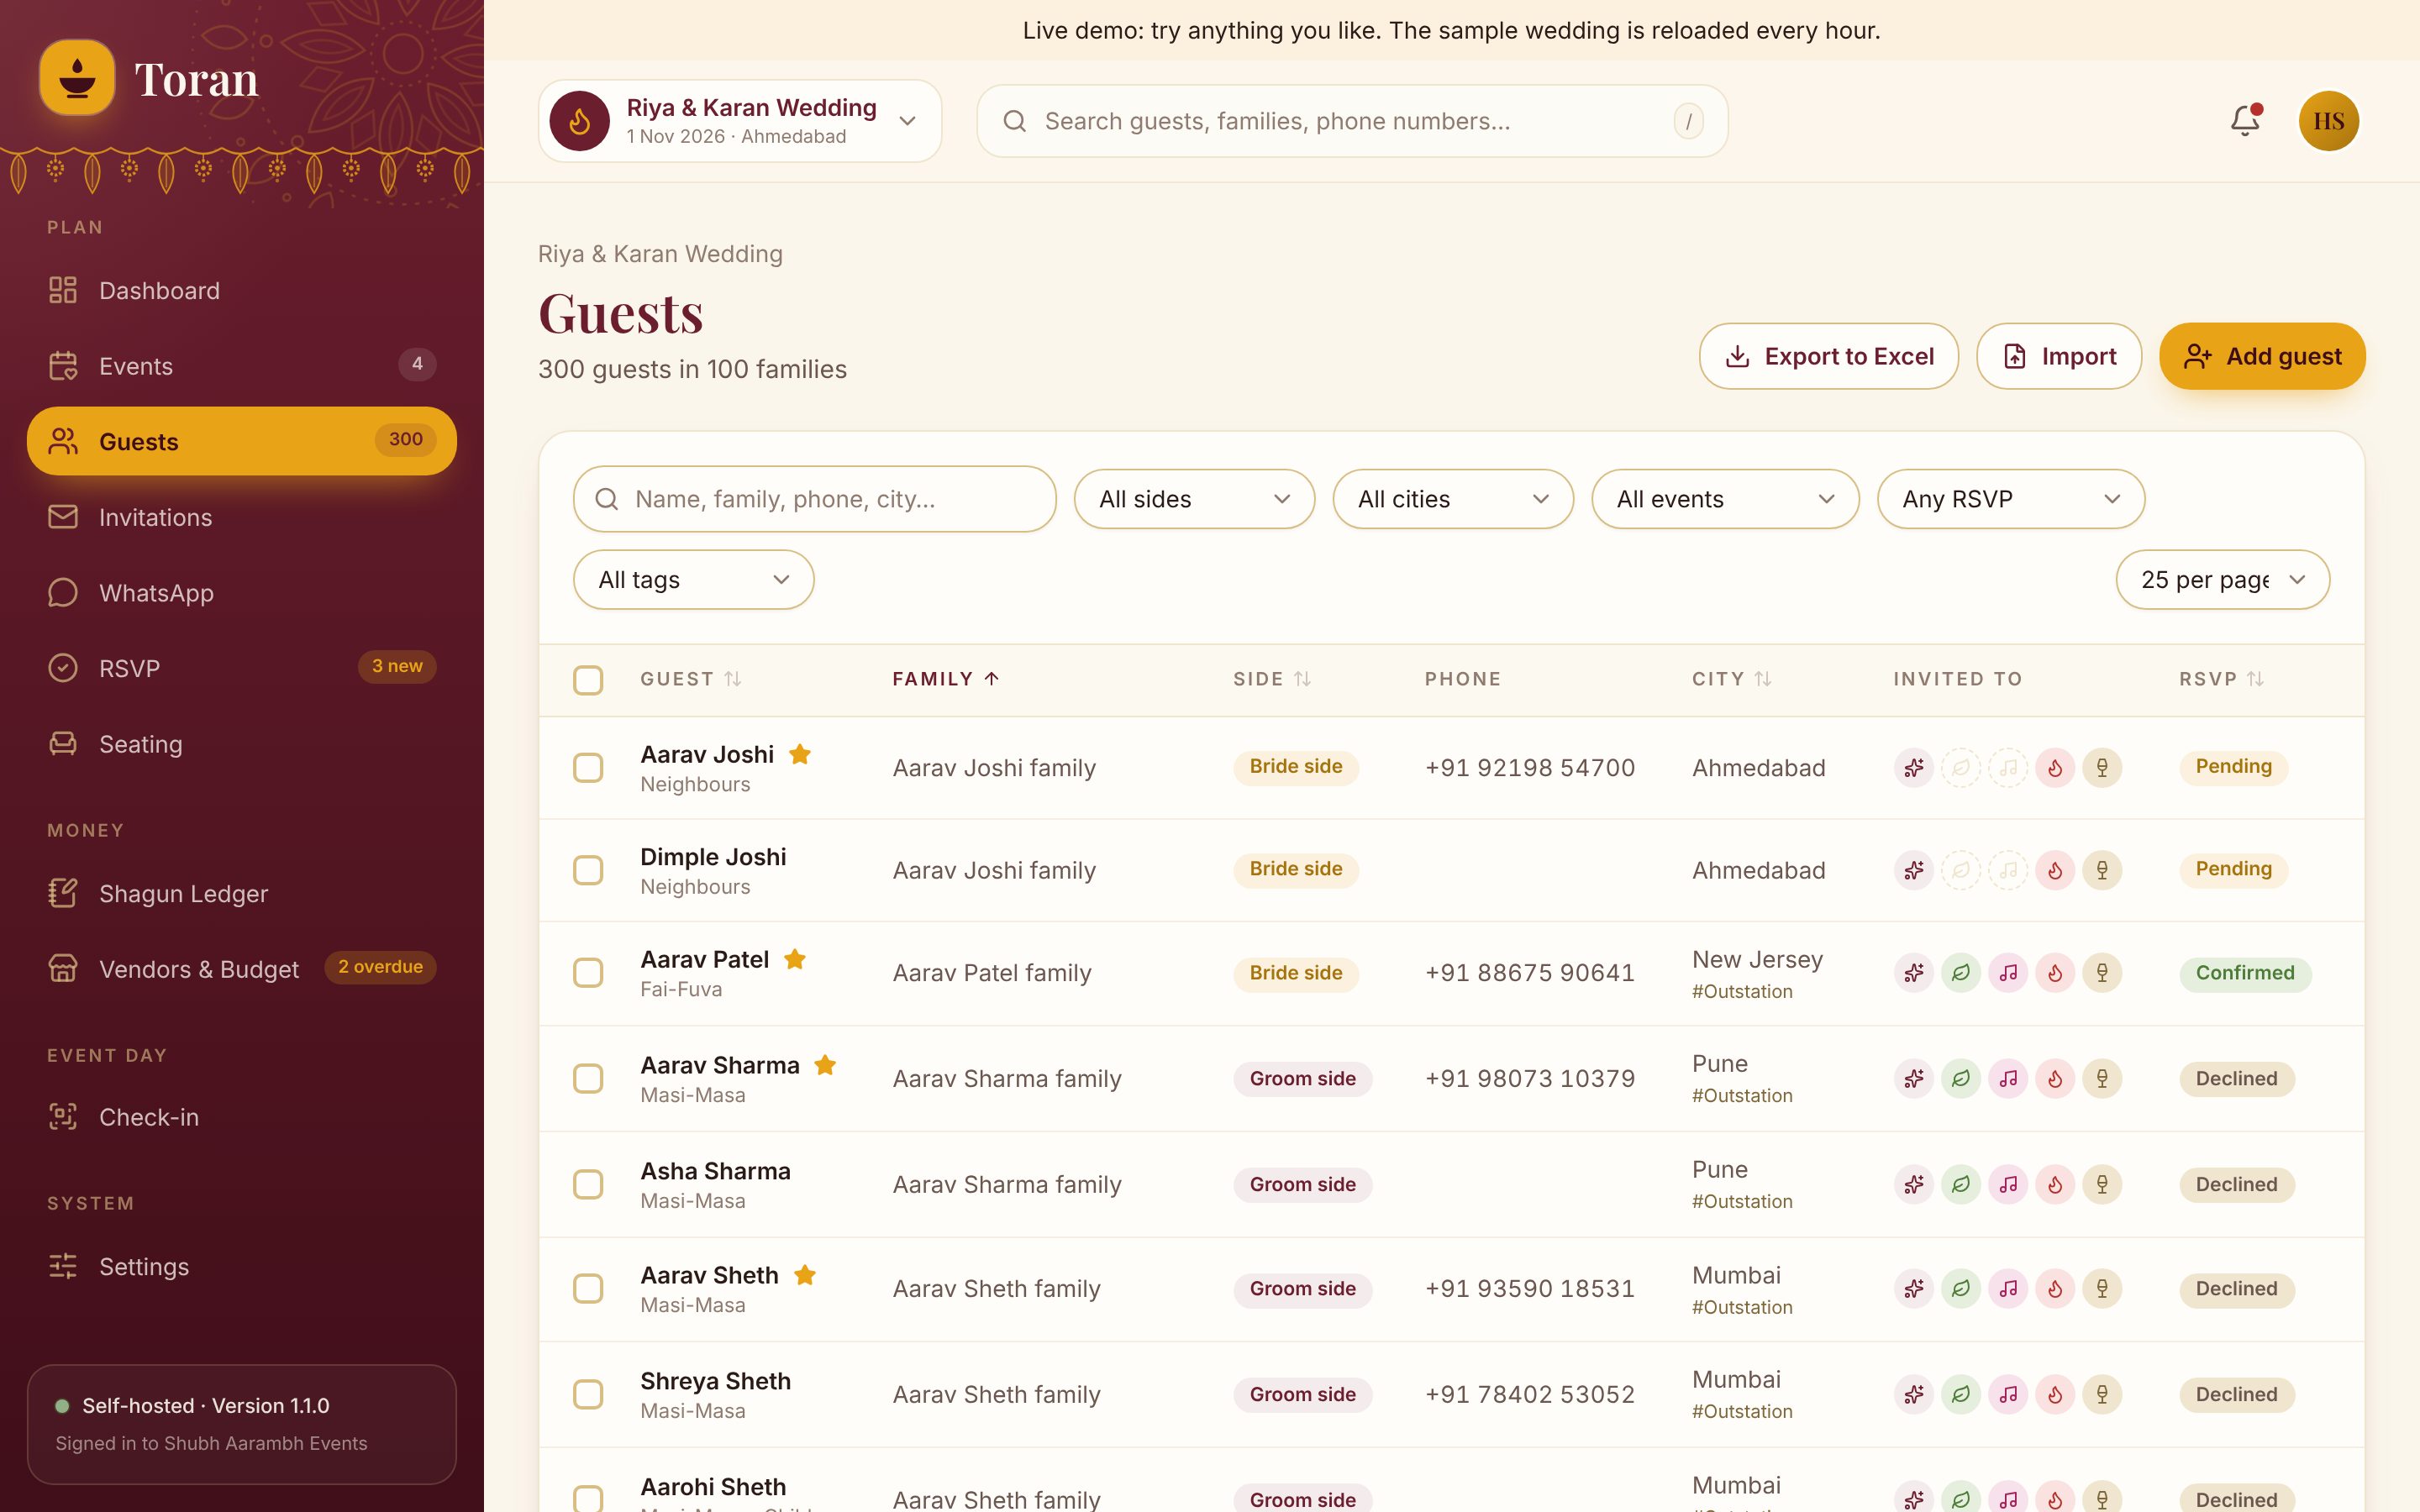 Toran
PLAN
Dashboard
Events 4
Guests 300
Invitations
WhatsApp
RSVP 3 new
Seating
MONEY
Shagun Ledger
Vendors & Budget 2 overdue
EVENT DAY
Check-in
SYSTEM
Settings
Self-hosted · Version 1.1.0
Signed in to Shubh Aarambh Events
Live demo: try anything you like. The sample wedding is reloaded every hour.
Riya & Karan Wedding
1 Nov 2026 · Ahmedabad
Search guests, families, phone numbers... /
HS
Riya & Karan Wedding
Guests
300 guests in 100 families
Export to Excel Import Add guest
Name, family, phone, city... All sides All cities All events Any RSVP
All tags 25 per page
GUEST FAMILY SIDE PHONE CITY INVITED TO RSVP
Aarav Joshi Aarav Joshi family Bride side +91 92198 54700 Ahmedabad Pending
Neighbours
Dimple Joshi Aarav Joshi family Bride side Ahmedabad Pending
Neighbours
Aarav Patel Aarav Patel family Bride side +91 88675 90641 New Jersey Confirmed
Fai-Fuva #Outstation
Aarav Sharma Aarav Sharma family Groom side +91 98073 10379 Pune Declined
Masi-Masa #Outstation
Asha Sharma Aarav Sharma family Groom side Pune Declined
Masi-Masa #Outstation
Aarav Sheth Aarav Sheth family Groom side +91 93590 18531 Mumbai Declined
Masi-Masa #Outstation
Shreya Sheth Aarav Sheth family Groom side +91 78402 53052 Mumbai Declined
Masi-Masa #Outstation
Aarohi Sheth Aarav Sheth family Groom side Mumbai Declined